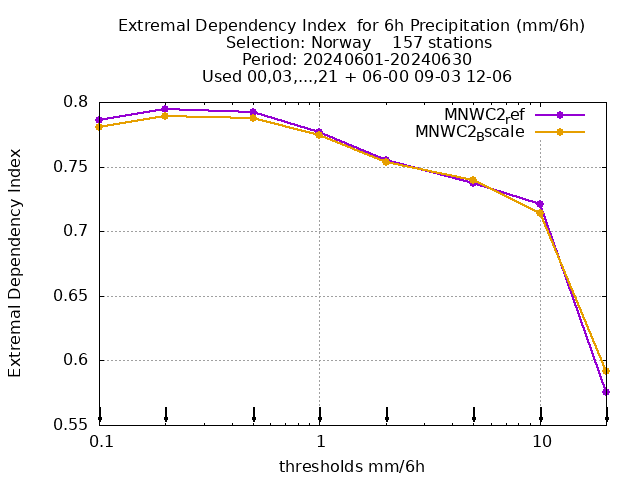 Extremal Dependency Index for 6h Precipitation (mm/6h)
Selection: Norway 157 stations
Period: 20240601-20240630
Used 00,03,...,21 + 06-00 09-03 12-06
MNWC2ref
MNWC2Bscale
0.8
0.75
0.7
0.65
0.6
0.55
Extremal Dependency Index
0.1 1 10
thresholds mm/6h